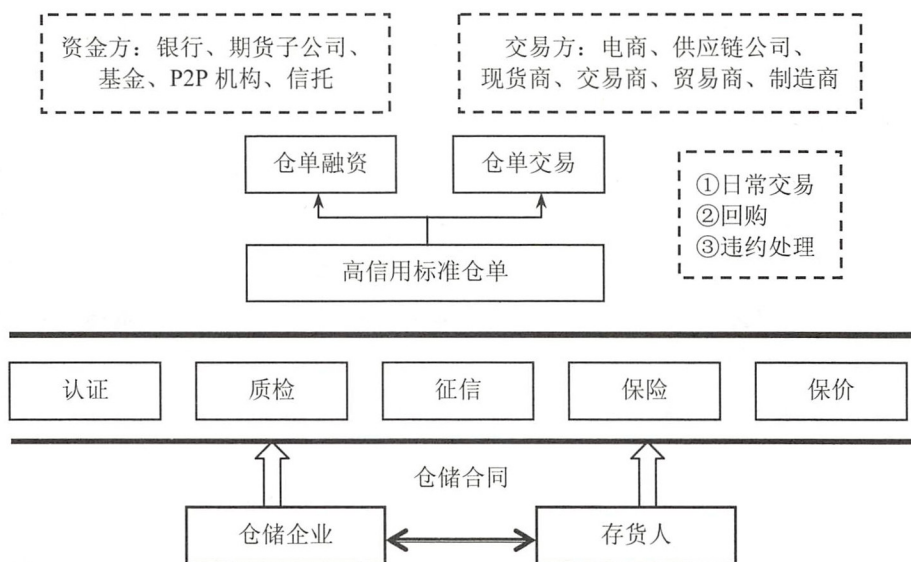 资金方：银行、期货子公司、
基金、P2P 机构、信托
交易方：电商、供应链公司、
现货商、交易商、贸易商、制造商
仓单融资
仓单交易
①日常交易
②回购
③违约处理
高信用标准仓单
认证
质检
征信
保险
保价
仓储合同
仓储企业
存货人